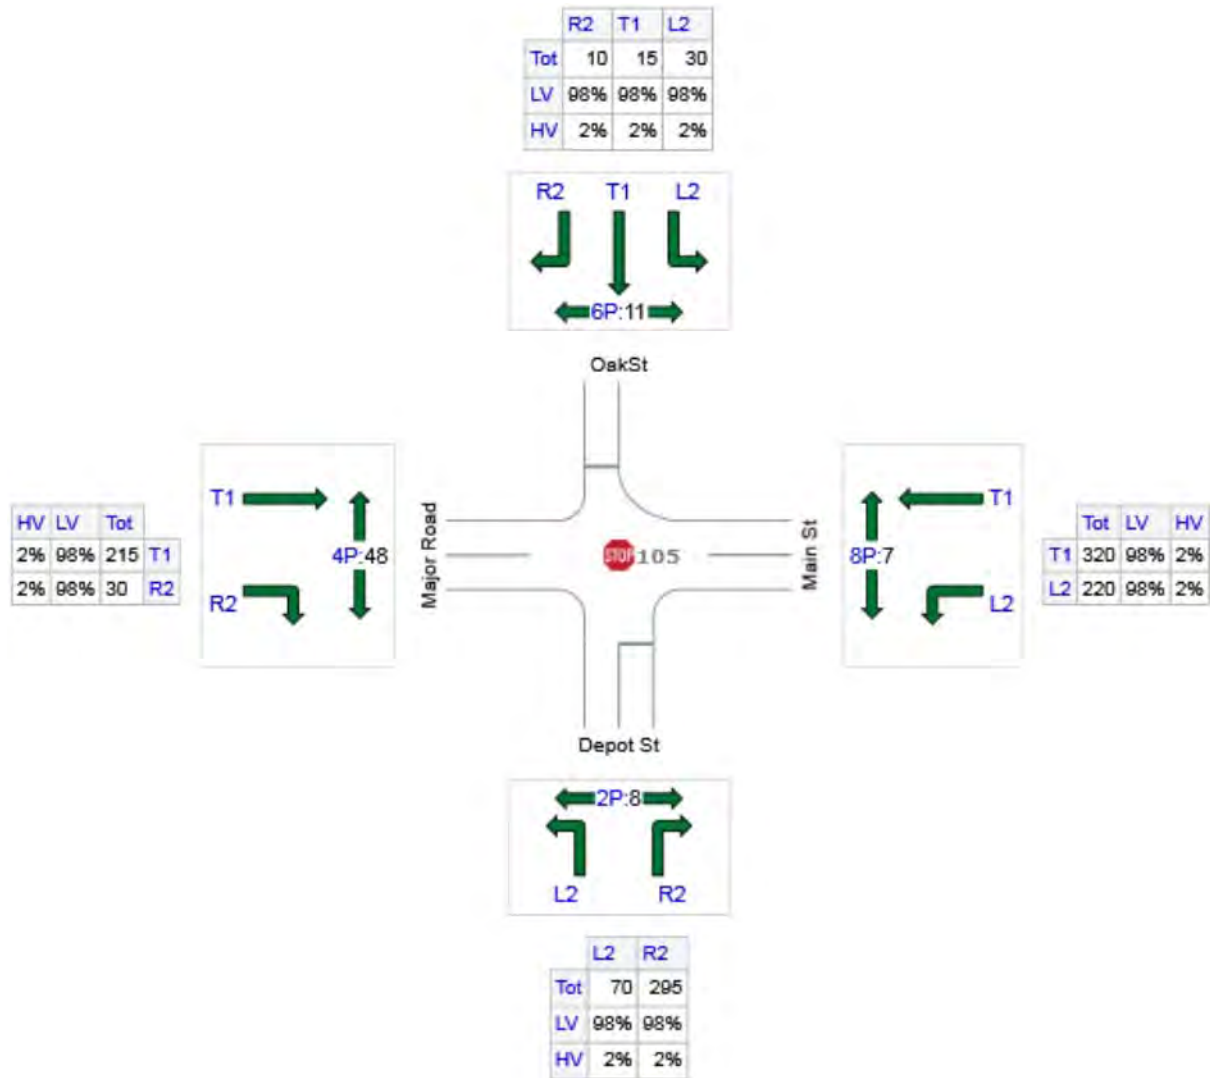 R2 T1 L2
Tot 10 15 30
LV 98% 98% 98%
HV 2% 2% 2%
R2 T1 L2
6P:11
OakSt
T1
4P:48
R2
HV LV Tot
2% 98% 215 T1
2% 98% 30 R2
Major Road
STOP 105
Main St
T1
8P:7
L2
Tot LV HV
T1 320 98% 2%
L2 220 98% 2%
Depot St
2P:8
L2 R2
L2 R2
Tot 70 295
LV 98% 98%
HV 2% 2%